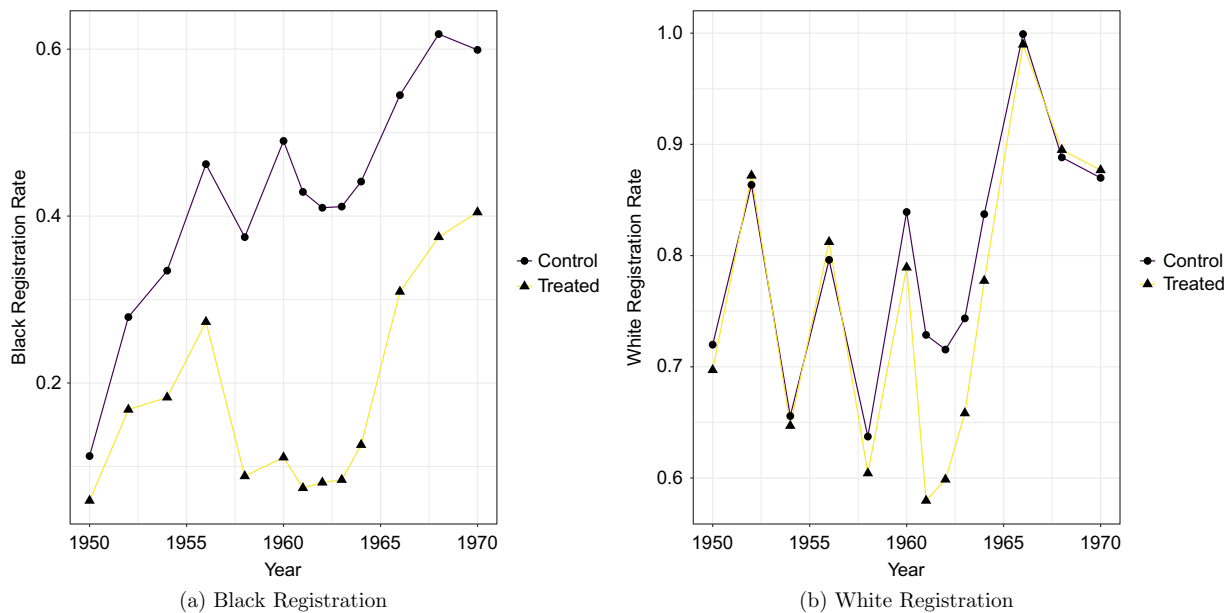 0.6
0.4
0.2
Black Registration Rate
1950 1955 1960 1965 1970
Year
Control
Treated
(a) Black Registration
1.0
0.9
0.8
0.7
0.6
White Registration Rate
1950 1955 1960 1965 1970
Year
Control
Treated
(b) White Registration